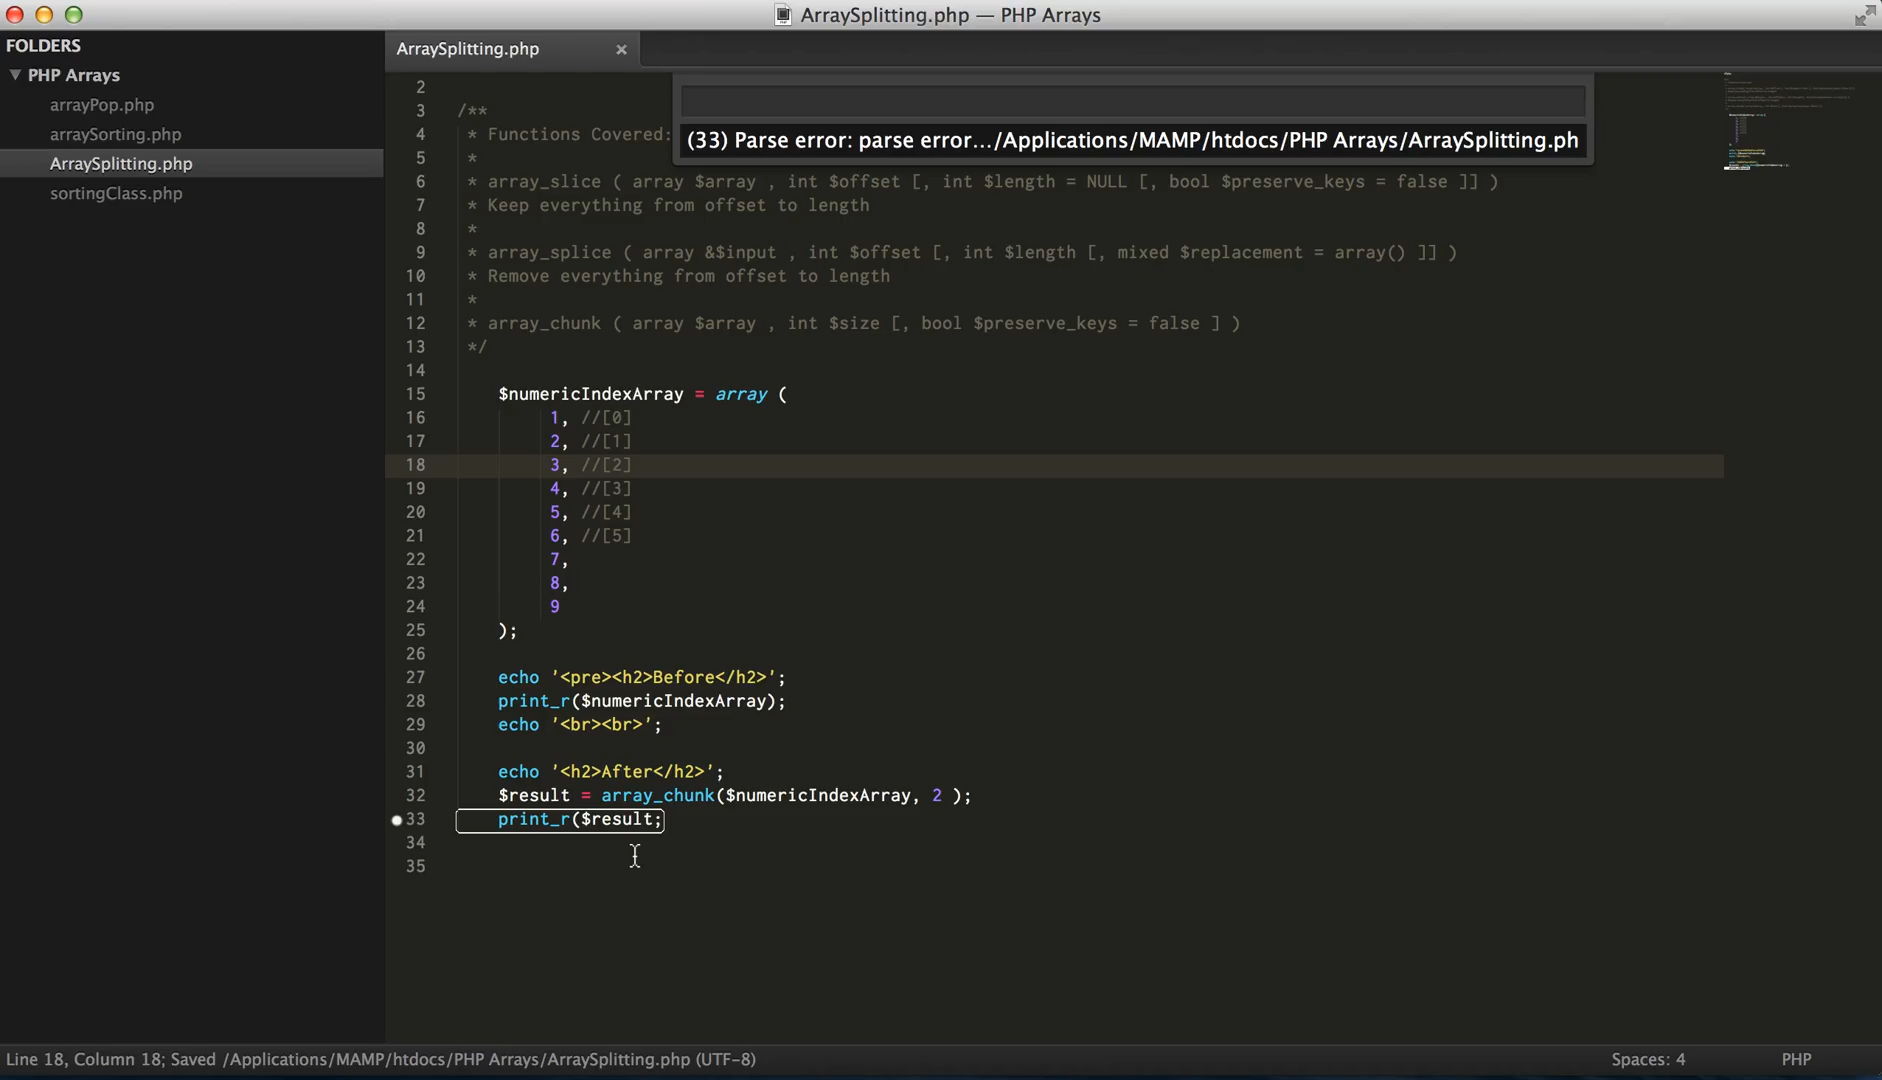 ArraySplitting.php — PHP Arrays
FOLDERS
PHP Arrays
arrayPop.php
arraySorting.php
ArraySplitting.php
sortingClass.php
ArraySplitting.php ×
(33) Parse error: parse error.../Applications/MAMP/htdocs/PHP Arrays/ArraySplitting.ph
2
3 /**
4 * Functions Covered:
5 *
6 * array_slice ( array $array , int $offset [, int $length = NULL [, bool $preserve_keys = false ]] )
7 * Keep everything from offset to length
8 *
9 * array_splice ( array &$input , int $offset [, int $length [, mixed $replacement = array() ]] )
10 * Remove everything from offset to length
11 *
12 * array_chunk ( array $array , int $size [, bool $preserve_keys = false ] )
13 */
14
15 $numericIndexArray = array (
16 1, //[0]
17 2, //[1]
18 3, //[2]
19 4, //[3]
20 5, //[4]
21 6, //[5]
22 7,
23 8,
24 9
25 );
26
27 echo '<pre><h2>Before</h2>';
28 print_r($numericIndexArray);
29 echo '<br><br>';
30
31 echo '<h2>After</h2>';
32 $result = array_chunk($numericIndexArray, 2 );
33 print_r($result;
34
35
Line 18, Column 18; Saved /Applications/MAMP/htdocs/PHP Arrays/ArraySplitting.php (UTF-8)
Spaces: 4
PHP